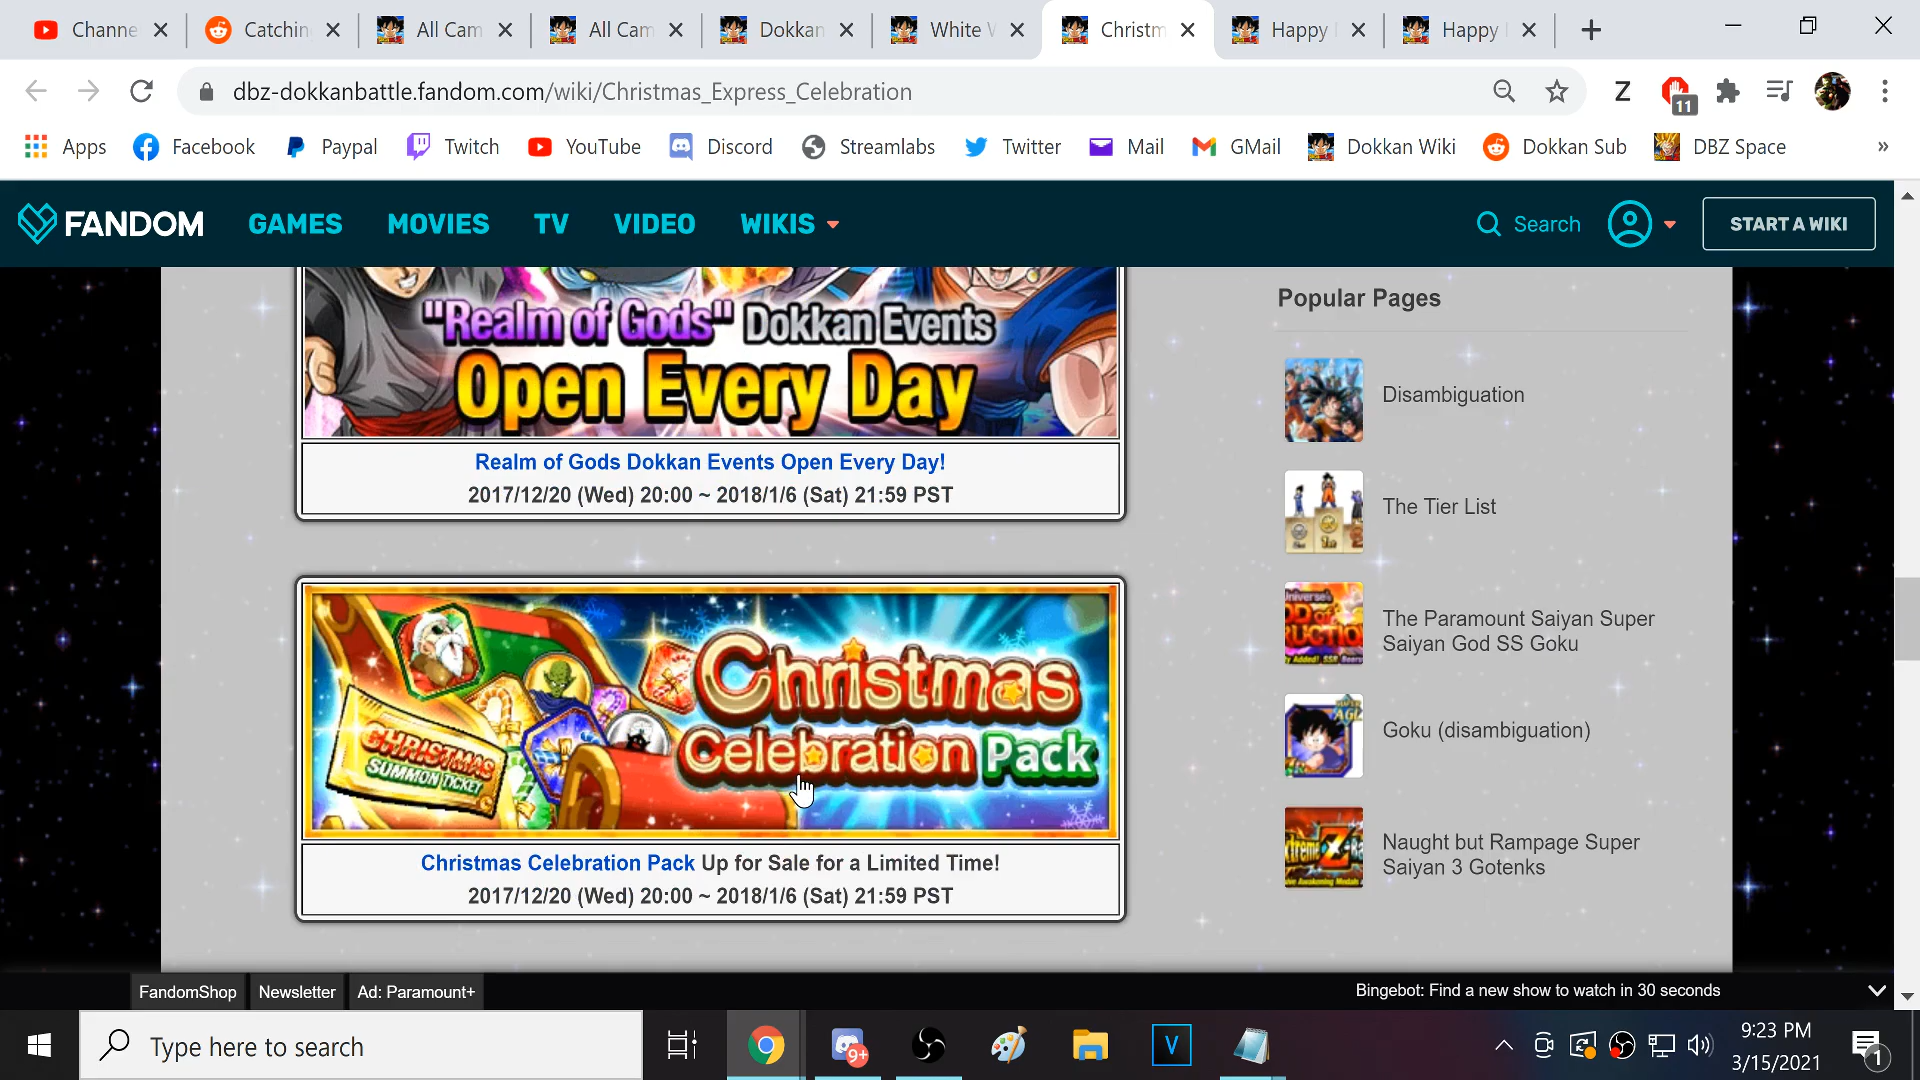 Channe
Catchin
All Cam
All Cam
Dokkan
White V
Christm
Happy
Happy
dbz-dokkanbattle.fandom.com/wiki/Christmas_Express_Celebration
Z
11
Apps
Facebook
Paypal
Twitch
YouTube
Discord
Streamlabs
Twitter
Mail
GMail
Dokkan Wiki
Dokkan Sub
DBZ Space
»
FANDOM
GAMES
MOVIES
TV
VIDEO
WIKIS
Search
START A WIKI
"Realm of Gods" Dokkan Events
Open Every Day
Realm of Gods Dokkan Events Open Every Day!
2017/12/20 (Wed) 20:00 ~ 2018/1/6 (Sat) 21:59 PST
CHRISTMAS
SUMMON TICKET
Christmas
Celebration Pack
Christmas Celebration Pack Up for Sale for a Limited Time!
2017/12/20 (Wed) 20:00 ~ 2018/1/6 (Sat) 21:59 PST
Popular Pages
Disambiguation
The Tier List
The Paramount Saiyan Super
Saiyan God SS Goku
Goku (disambiguation)
Naught but Rampage Super
Saiyan 3 Gotenks
FandomShop
Newsletter
Ad: Paramount+
Bingebot: Find a new show to watch in 30 seconds
Type here to search
9+
V
9:23 PM
3/15/2021
1